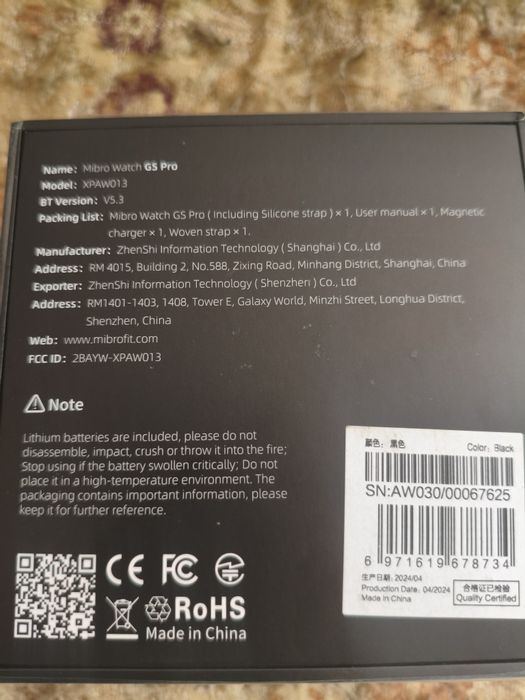 Name: Mibro Watch GS Pro
Model: XPAW013
BT Version: V5.3
Packing List: Mibro Watch GS Pro ( Including Silicone strap ) × 1, User manual × 1, Magnetic
charger × 1, Woven strap × 1.
Manufacturer: ZhenShi Information Technology ( Shanghai ) Co., Ltd
Address: RM 4015, Building 2, No.588, Zixing Road, Minhang District, Shanghai, China
Exporter: ZhenShi Information Technology ( Shenzhen ) Co., Ltd
Address: RM1401-1403, 1408, Tower E, Galaxy World, Minzhi Street, Longhua District,
Shenzhen, China
Web: www.mibrofit.com
FCC ID: 2BAYW-XPAW013
Note
Lithium batteries are included, please do not
disassemble, impact, crush or throw it into the fire;
Stop using if the battery swollen critically; Do not
place it in a high-temperature environment. The
packaging contains important information, please
keep it for further reference.
颜色: 黑色 Color: Black
SN:AW030/00067625
6 971619 678734
生产日期: 2024/04
Production Date: 04/2024
Made in China
合格证已检验
Quality Certified
CE FC
RoHS
Made in China